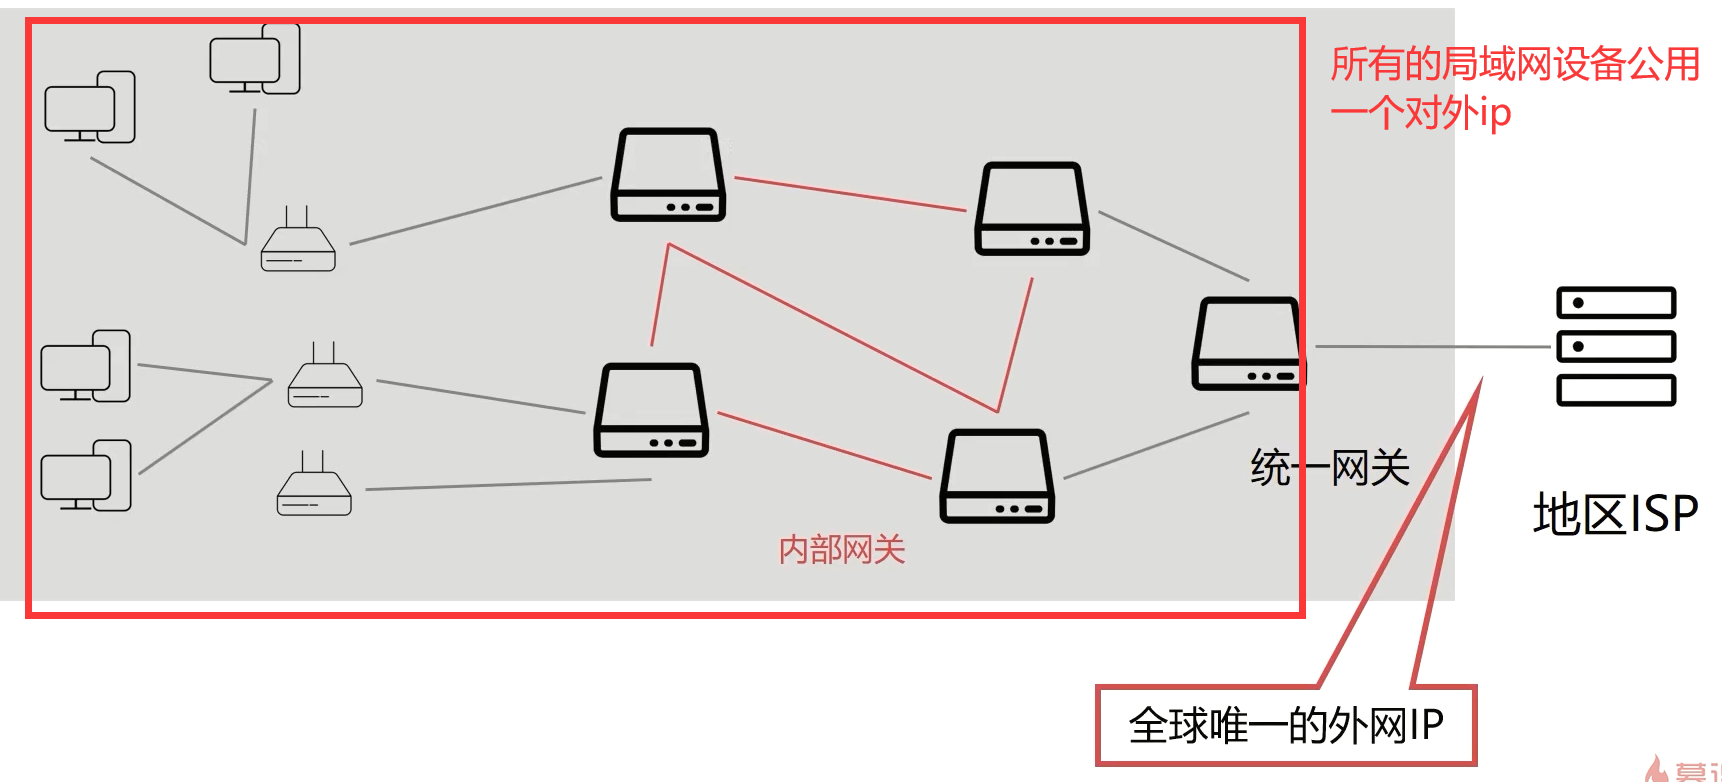 所有的局域网设备公用
一个对外ip
统一网关
地区ISP
内部网关
全球唯一的外网IP